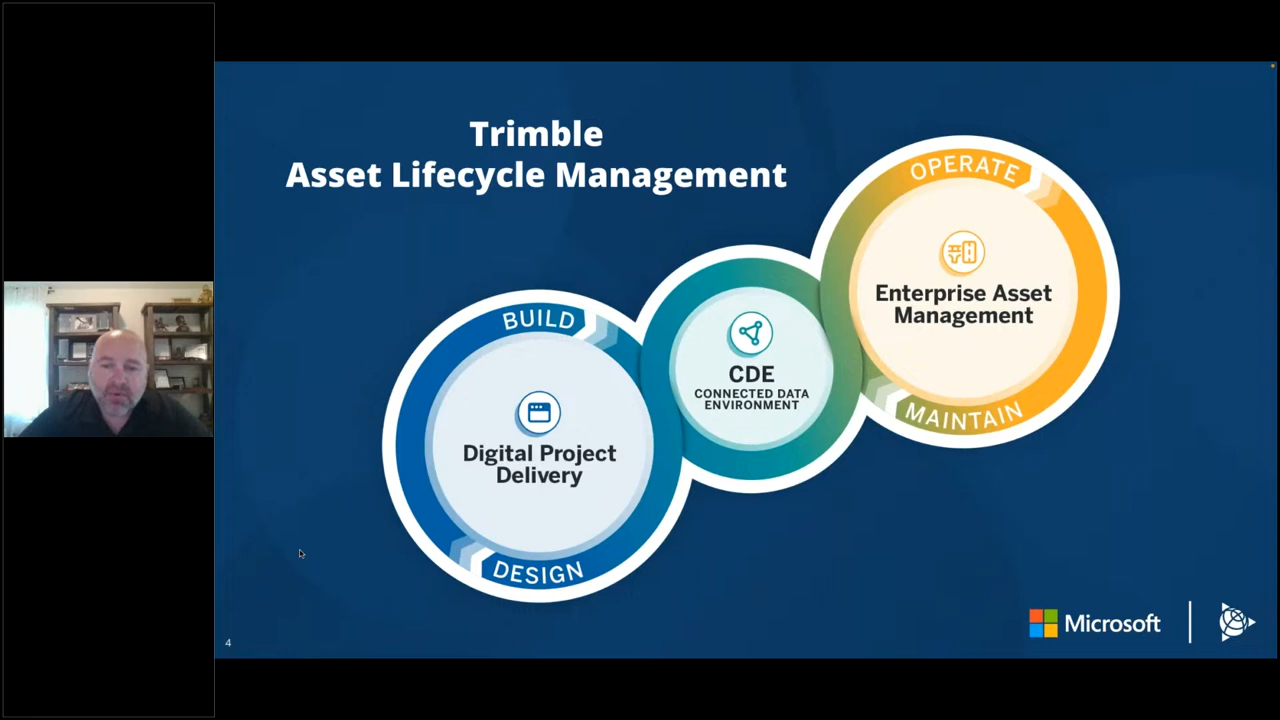 Trimble
Asset Lifecycle Management
OPERATE
Enterprise Asset
Management
MAINTAIN
BUILD
CDE
CONNECTED DATA
ENVIRONMENT
Digital Project
Delivery
DESIGN
Microsoft
4